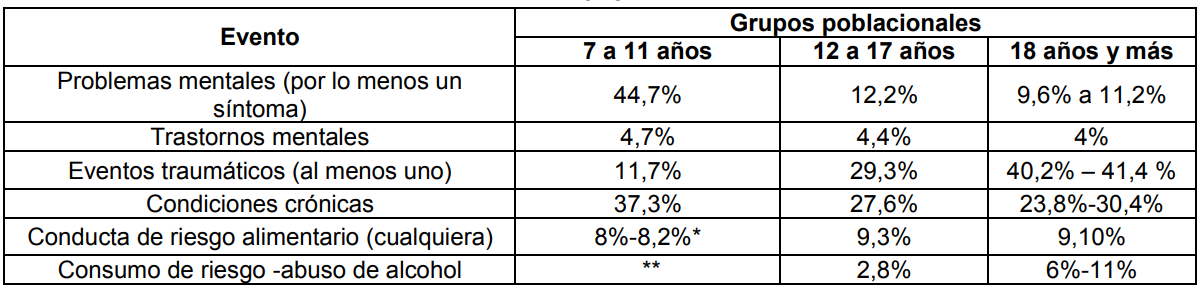 Evento
Grupos poblacionales
7 a 11 años 12 a 17 años 18 años y más
Problemas mentales (por lo menos un
síntoma) 44,7% 12,2% 9,6% a 11,2%
Trastornos mentales 4,7% 4,4% 4%
Eventos traumáticos (al menos uno) 11,7% 29,3% 40,2% – 41,4 %
Condiciones crónicas 37,3% 27,6% 23,8%-30,4%
Conducta de riesgo alimentario (cualquiera) 8%-8,2%* 9,3% 9,10%
Consumo de riesgo -abuso de alcohol ** 2,8% 6%-11%